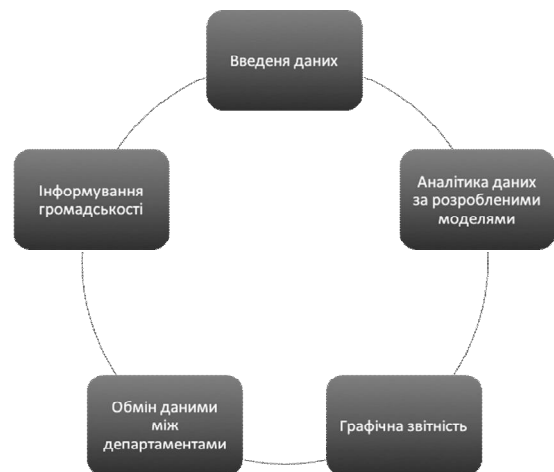 Введеня даних
Аналітика даних
за розробленими
моделями
Графічна звітність
Обмін даними
між
департаментами
Інформування
громадськості